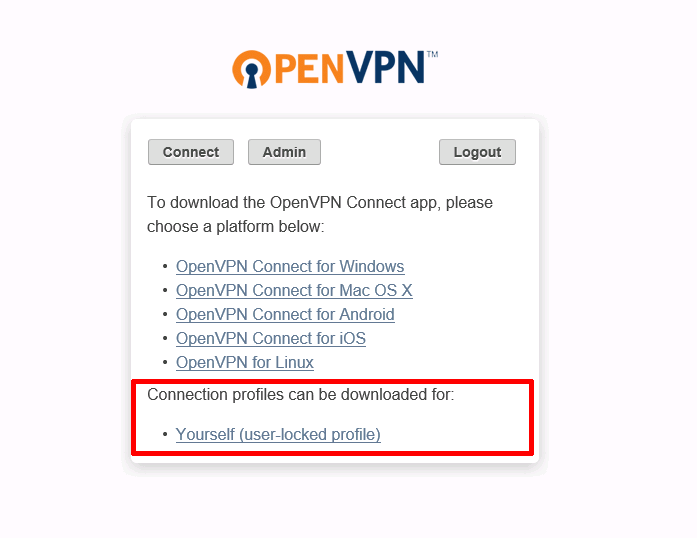 OPENVPN™
Connect Admin Logout
To download the OpenVPN Connect app, please
choose a platform below:
• OpenVPN Connect for Windows
• OpenVPN Connect for Mac OS X
• OpenVPN Connect for Android
• OpenVPN Connect for iOS
• OpenVPN for Linux
Connection profiles can be downloaded for:
• Yourself (user-locked profile)